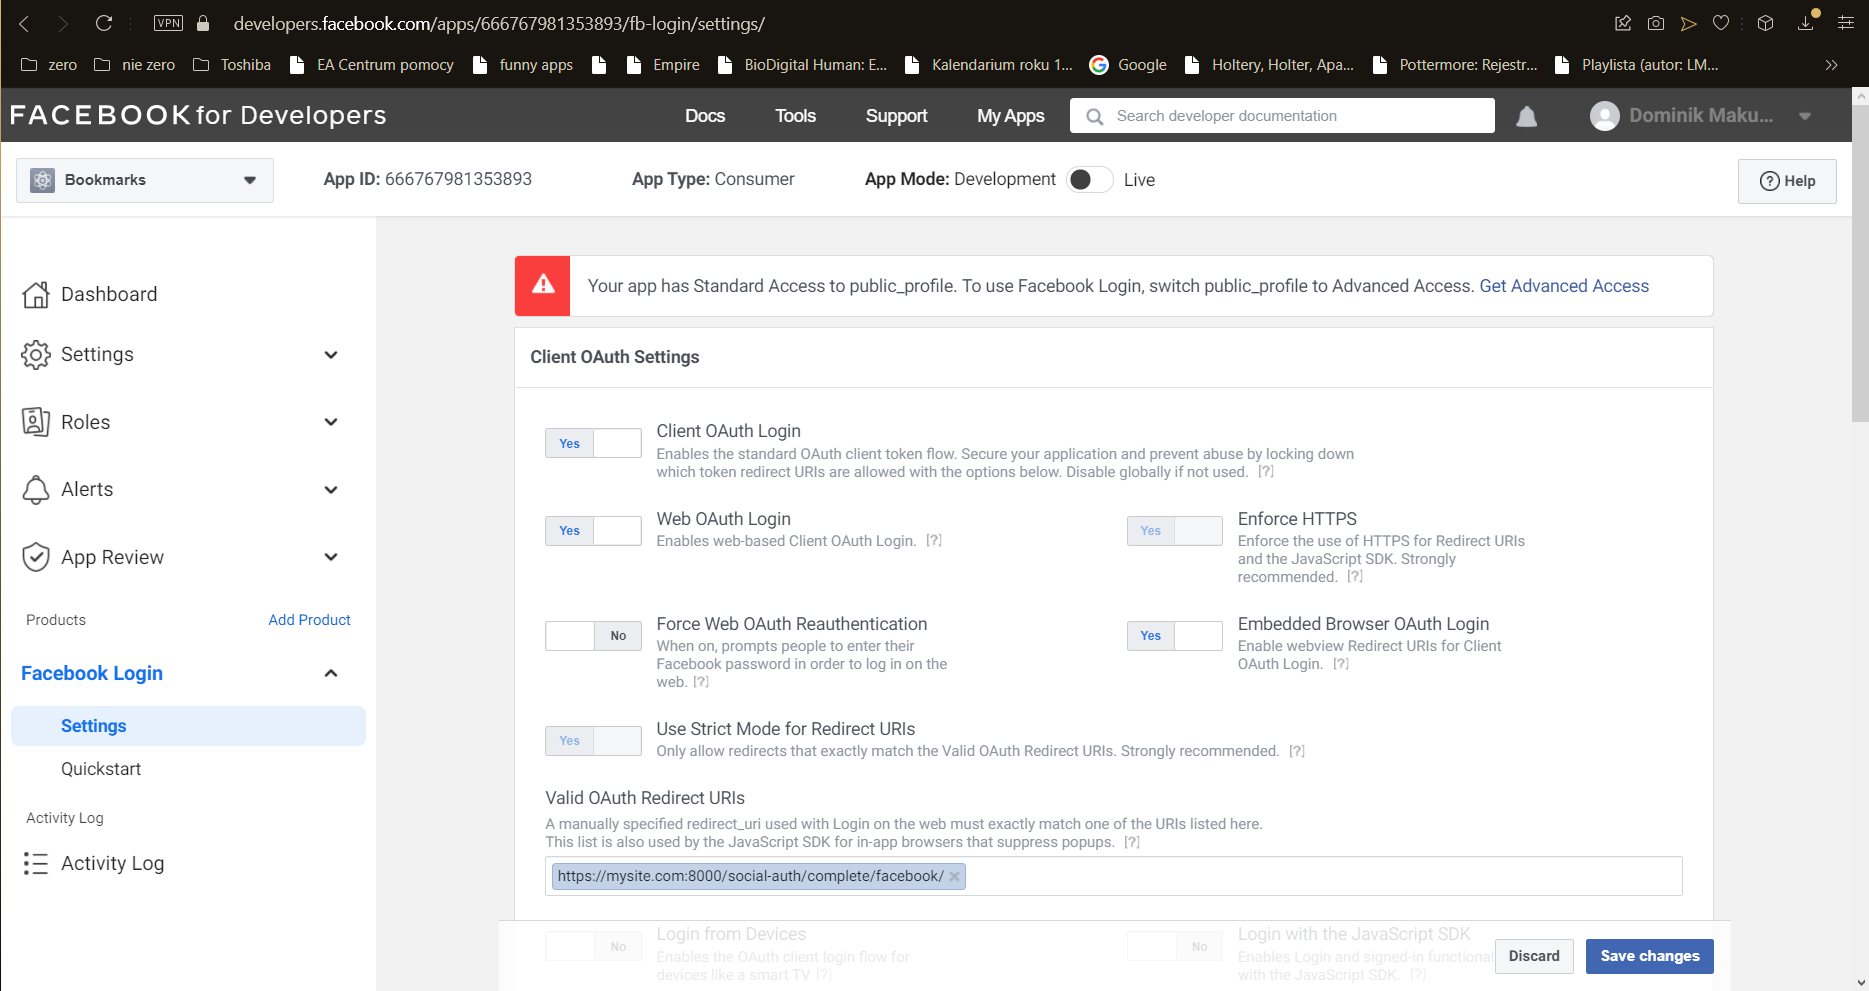 VPN
developers.facebook.com/apps/666767981353893/fb-login/settings/
zero nie zero Toshiba EA Centrum pomocy funny apps Empire BioDigital Human: E... Kalendarium roku 1... Google Holtery, Holter, Apa... Pottermore: Rejestr... Playlista (autor: LM... »
FACEBOOK for Developers Docs Tools Support My Apps Search developer documentation Dominik Maku...
Bookmarks App ID: 666767981353893 App Type: Consumer App Mode: Development Live ? Help
Dashboard
Settings
Roles
Alerts
App Review
Products Add Product
Facebook Login
Settings
Quickstart
Activity Log
Activity Log
Your app has Standard Access to public_profile. To use Facebook Login, switch public_profile to Advanced Access. Get Advanced Access
Client OAuth Settings
Yes Client OAuth Login
Enables the standard OAuth client token flow. Secure your application and prevent abuse by locking down
which token redirect URIs are allowed with the options below. Disable globally if not used. [?]
Yes Web OAuth Login
Enables web-based Client OAuth Login. [?]
Yes Enforce HTTPS
Enforce the use of HTTPS for Redirect URIs
and the JavaScript SDK. Strongly
recommended. [?]
No Force Web OAuth Reauthentication
When on, prompts people to enter their
Facebook password in order to log in on the
web. [?]
Yes Embedded Browser OAuth Login
Enable webview Redirect URIs for Client
OAuth Login. [?]
Yes Use Strict Mode for Redirect URIs
Only allow redirects that exactly match the Valid OAuth Redirect URIs. Strongly recommended. [?]
Valid OAuth Redirect URIs
A manually specified redirect_uri used with Login on the web must exactly match one of the URIs listed here.
This list is also used by the JavaScript SDK for in-app browsers that suppress popups. [?]
https://mysite.com:8000/social-auth/complete/facebook/ ×
No Login from Devices
Enables the OAuth client login flow for
devices like a smart TV [?]
No Login with the JavaScript SDK
Enables Login and signed-in functional
with the JavaScript SDK. [?]
Discard Save changes